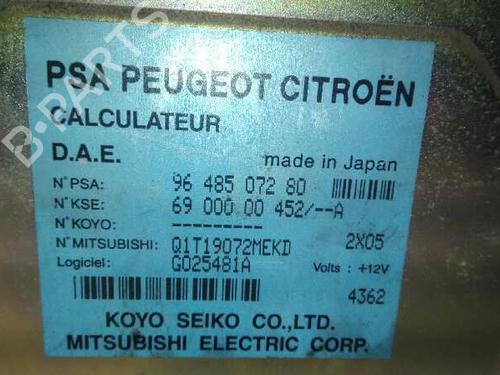 PSA PEUGEOT CITROËN
CALCULATEUR
D.A.E. made in Japan
N°PSA: 96 485 072 80
N°KSE: 69 000 00 452/--A
N°KOYO: ---------
N°MITSUBISHI: Q1T19072MEKD 2X05
Logiciel: G025481A Volts : +12V
4362
KOYO SEIKO CO.,LTD.
MITSUBISHI ELECTRIC CORP.
B-PARTS